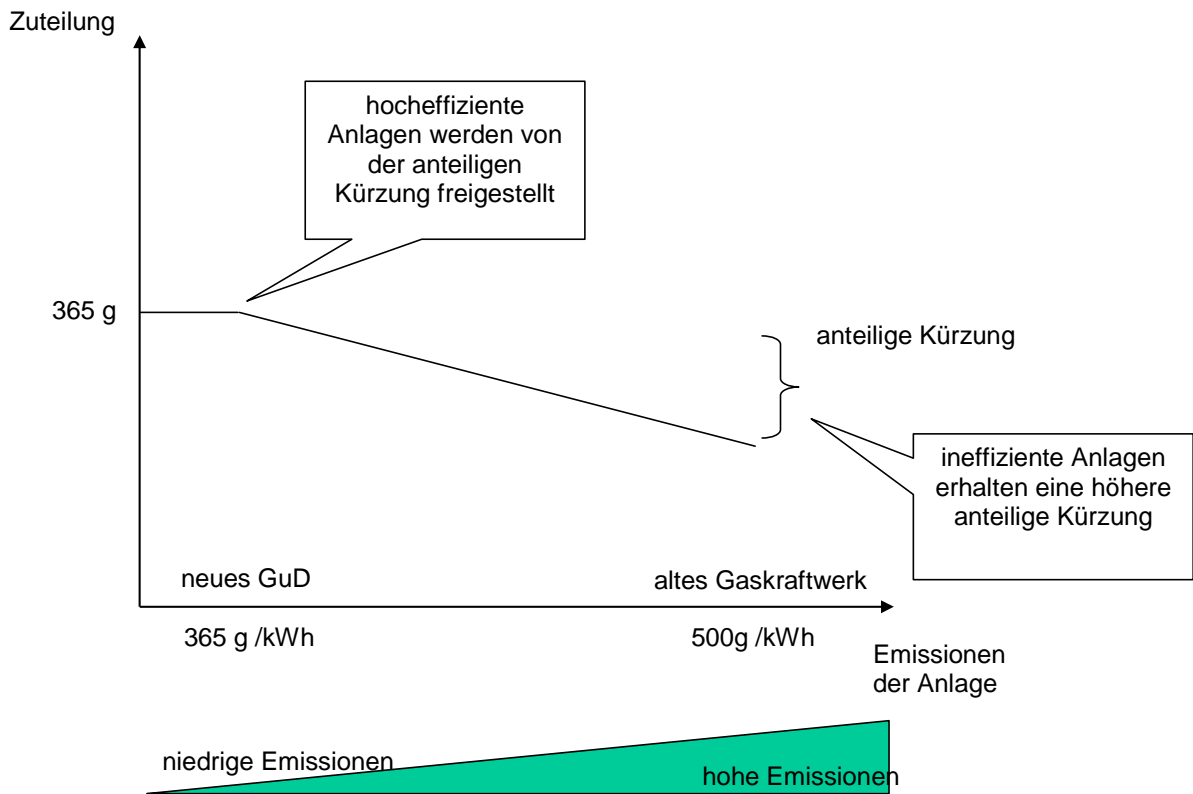 Zuteilung
hocheffiziente
Anlagen werden von
der anteiligen
Kürzung freigestellt
365 g
anteilige Kürzung
ineffiziente Anlagen
erhalten eine höhere
anteilige Kürzung
neues GuD
altes Gaskraftwerk
365 g /kWh
500g /kWh
Emissionen
der Anlage
niedrige Emissionen
hohe Emissionen